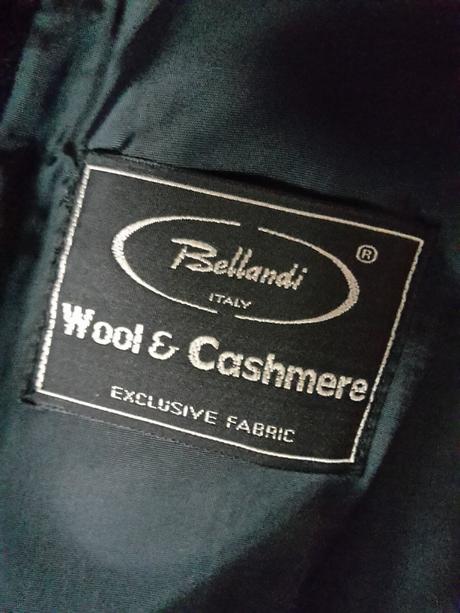 Bellandi ®
ITALY
Wool & Cashmere
EXCLUSIVE FABRIC